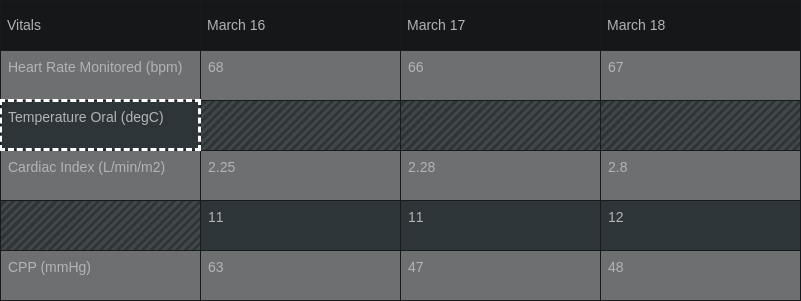 Vitals March 16 March 17 March 18
Heart Rate Monitored (bpm) 68 66 67
Temperature Oral (degC)
Cardiac Index (L/min/m2) 2.25 2.28 2.8
11 11 12
CPP (mmHg) 63 47 48